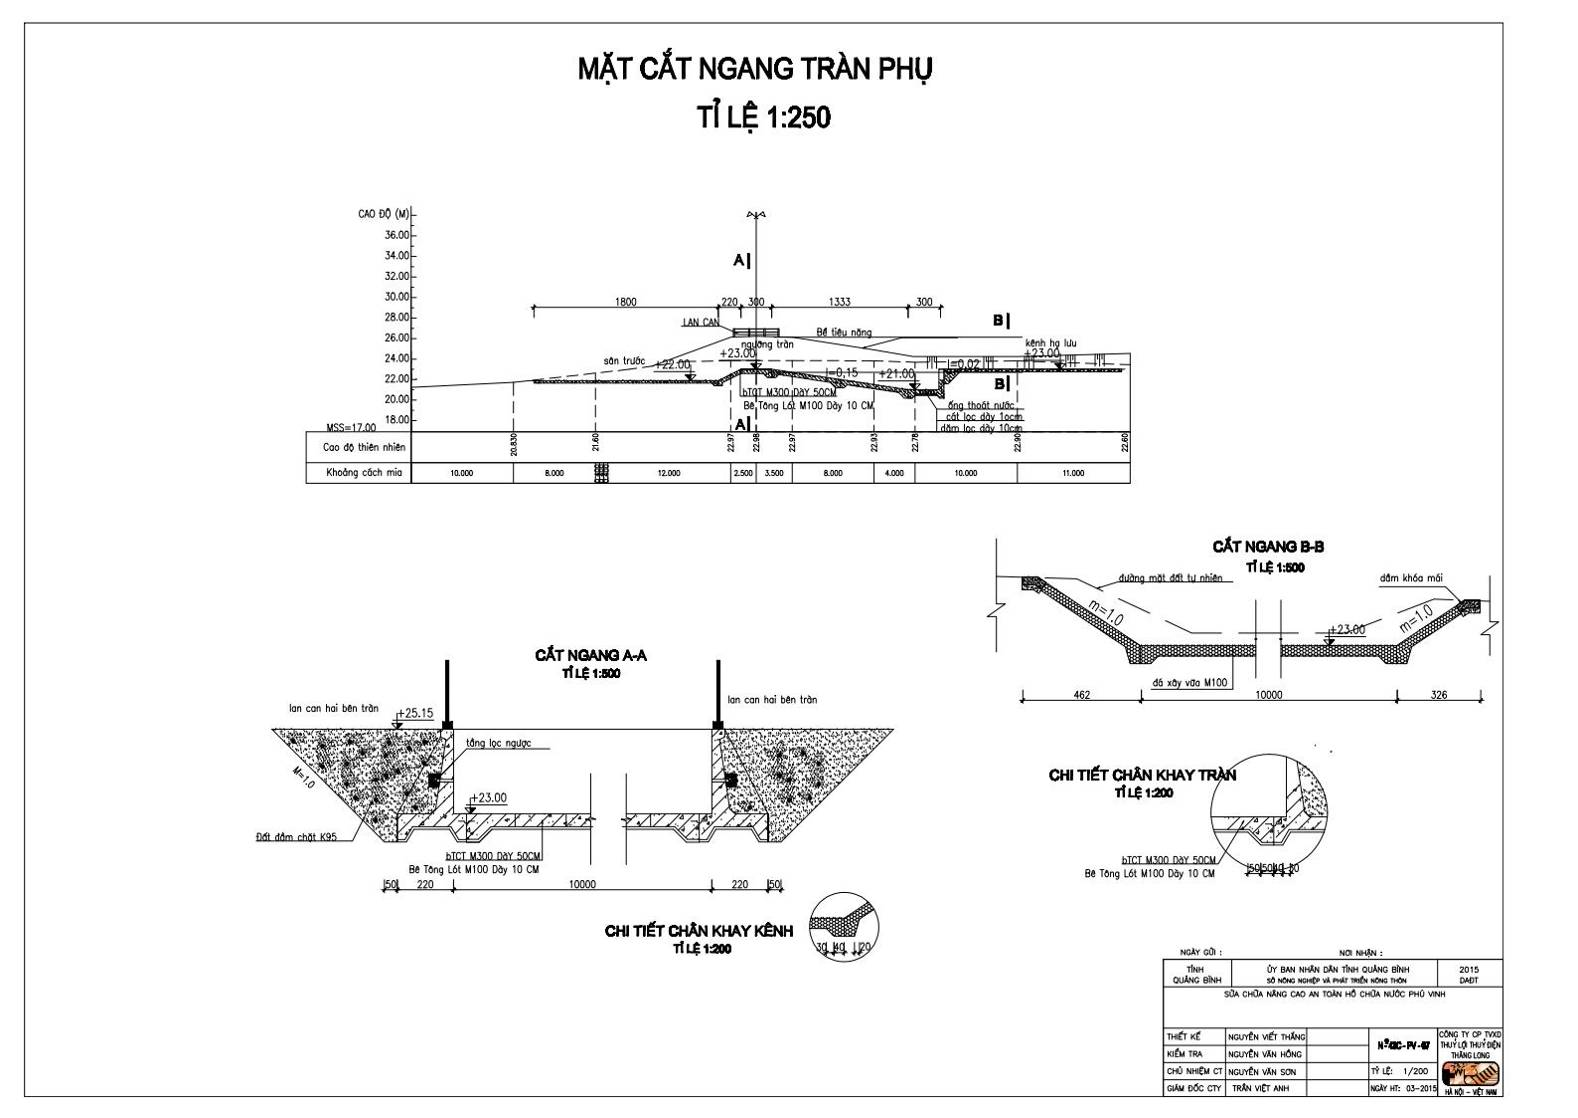 MẶT CẮT NGANG TRÀN PHỤ
TỈ LỆ 1:250
CAO ĐỘ (M)
36.00
34.00
32.00
30.00
28.00
26.00
24.00
22.00
20.00
18.00
MSS=17.00
A
1800
220
300
1333
300
LAN CAN
Bể tiêu năng
B
ngưỡng tràn
kênh hạ lưu
sân trước
+22.00
+23.00
i=0,15
+21.00
i=0,02
+23.00
B
bTCT M300 DàY 50CM
Bê Tông Lót M100 Dày 10 CM
ống thoát nước
cát lọc dày 10cm
dăm lọc dày 10cm
A
Cao độ thiên nhiên
20.830
21.60
22.97
22.98
22.97
22.93
22.78
22.90
22.60
Khoảng cách mia
10.000
8.000
12.000
2.500
3.500
8.000
4.000
10.000
11.000
CẮT NGANG B-B
TỈ LỆ 1:500
đường mặt đất tự nhiên
dầm khóa mái
m=1.0
m=1.0
+23.00
đá xây vữa M100
462
10000
326
CẮT NGANG A-A
TỈ LỆ 1:500
lan can hai bên tràn
lan can hai bên tràn
+25.15
tầng lọc ngược
M=1.0
+23.00
Đất đầm chặt K95
bTCT M300 DàY 50CM
Bê Tông Lót M100 Dày 10 CM
50
220
10000
220
50
CHI TIẾT CHÂN KHAY TRÀN
TỈ LỆ 1:200
bTCT M300 DàY 50CM
Bê Tông Lót M100 Dày 10 CM
50
50
40
CHI TIẾT CHÂN KHAY KÊNH
TỈ LỆ 1:200
30
40
20
NGÀY GỬI :
NƠI NHẬN :
TỈNH
QUẢNG BÌNH
ỦY BAN NHÂN DÂN TỈNH QUẢNG BÌNH
SỞ NÔNG NGHIỆP VÀ PHÁT TRIỂN NÔNG THÔN
2015
DAĐT
SỬA CHỮA NÂNG CAO AN TOÀN HỒ CHỨA NƯỚC PHÚ VINH
THIẾT KẾ
NGUYỄN VIẾT THẮNG
KIỂM TRA
NGUYỄN VĂN HỒNG
CHỦ NHIỆM CT
NGUYỄN VĂN SƠN
GIÁM ĐỐC CTY
TRẦN VIỆT ANH
TỶ LỆ: 1/200
NGÀY HT: 03-2015
CÔNG TY CP TVXD
THUỶ LỢI THUỶ ĐIỆN
THĂNG LONG
HÀ NỘI - VIỆT NAM